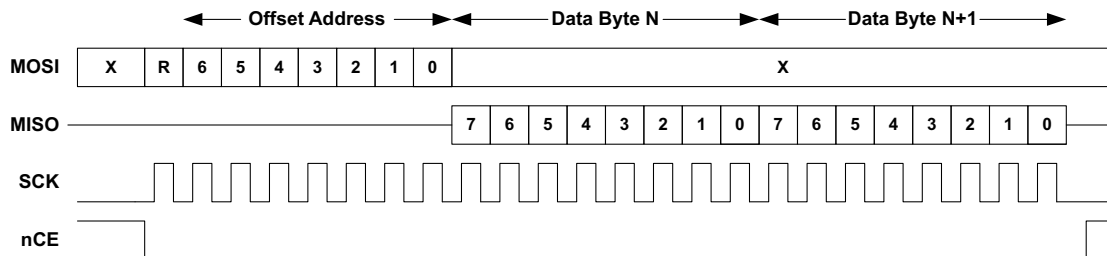 Offset Address Data Byte N Data Byte N+1
MOSI X R 6 5 4 3 2 1 0 X
MISO 7 6 5 4 3 2 1 0 7 6 5 4 3 2 1 0
SCK
nCE